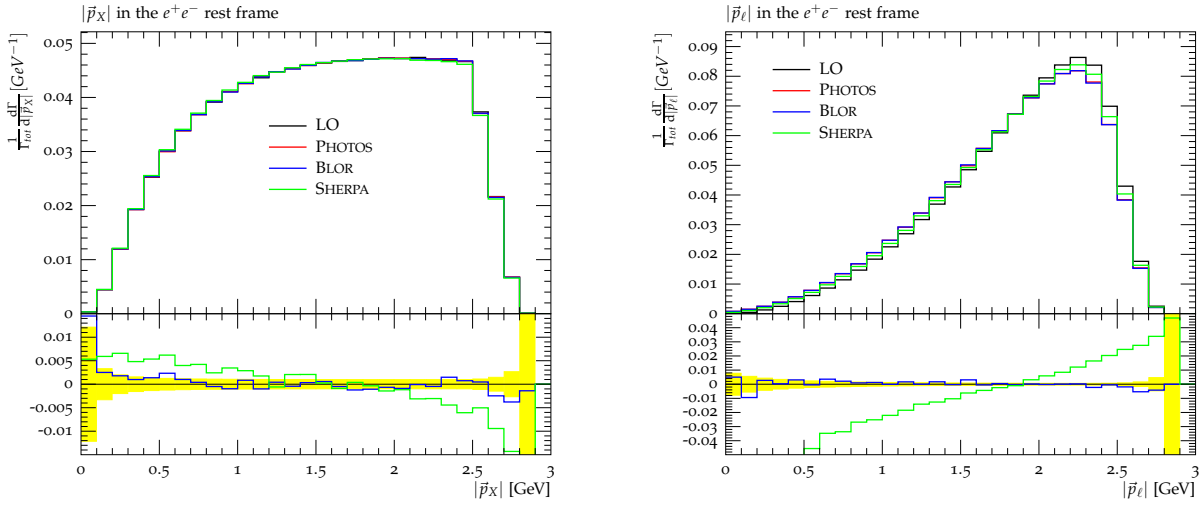 |p⃗_X| in the e⁺e⁻ rest frame
1/Γ_tot dΓ/d|p⃗_X| [GeV⁻¹]
0.05
0.04
0.03
0.02
0.01
0
LO
PHOTOS
BLOR
SHERPA
0.01
0.005
0
-0.005
-0.01
0 0.5 1 1.5 2 2.5 3
|p⃗_X| [GeV]
|p⃗_ℓ| in the e⁺e⁻ rest frame
1/Γ_tot dΓ/d|p⃗_ℓ| [GeV⁻¹]
0.09
0.08
0.07
0.06
0.05
0.04
0.03
0.02
0.01
0
LO
PHOTOS
BLOR
SHERPA
0.04
0.03
0.02
0.01
0
-0.01
-0.02
-0.03
-0.04
0 0.5 1 1.5 2 2.5 3
|p⃗_ℓ| [GeV]